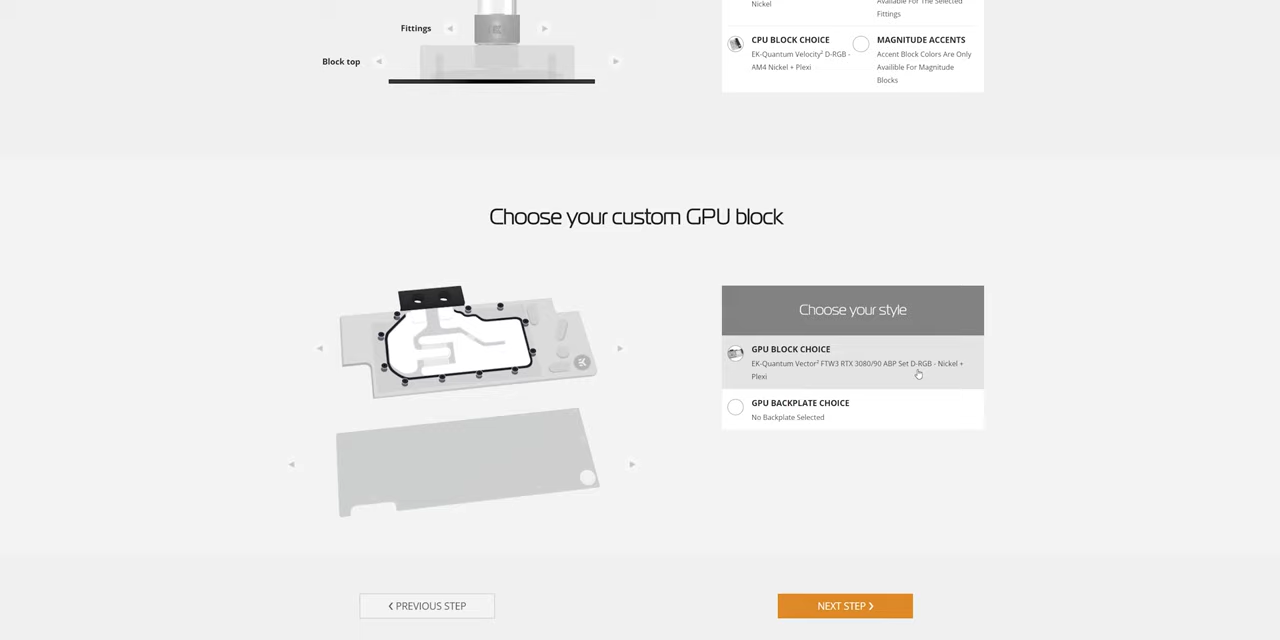 Nickel
Available For The Selected
Fittings
Fittings
CPU BLOCK CHOICE
EK-Quantum Velocity² D-RGB -
AM4 Nickel + Plexi
MAGNITUDE ACCENTS
Accent Block Colors Are Only
Availible For Magnitude
Blocks
Block top
Choose your custom GPU block
Choose your style
GPU BLOCK CHOICE
EK-Quantum Vector² FTW3 RTX 3080/90 ABP Set D-RGB - Nickel +
Plexi
GPU BACKPLATE CHOICE
No Backplate Selected
EK
PREVIOUS STEP
NEXT STEP